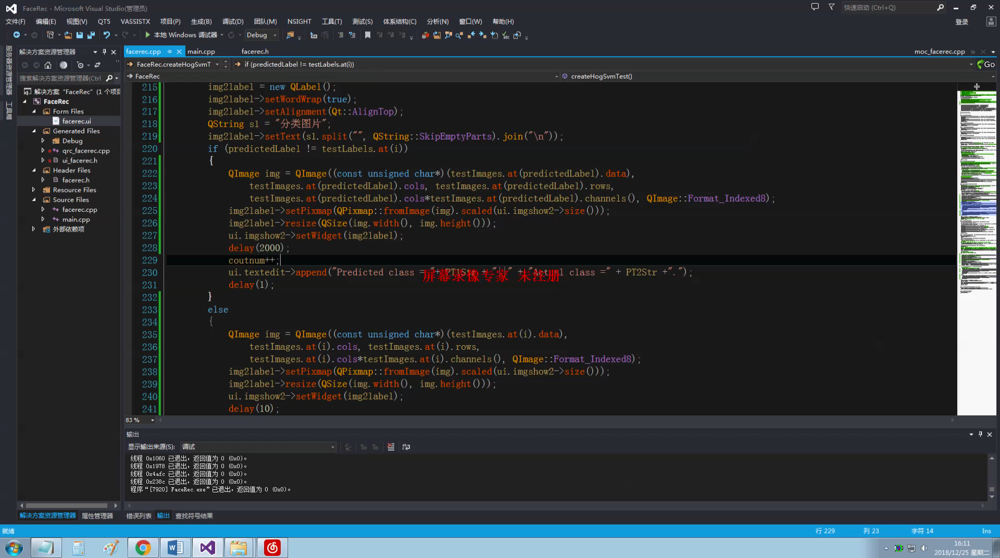 FaceRec - Microsoft Visual Studio(管理员)
快速启动 (Ctrl+Q)
文件(F) 编辑(E) 视图(V) QT5 VASSISTX 项目(P) 生成(B) 调试(D) 团队(M) NSIGHT 工具(T) 测试(S) 体系结构(C) 分析(N) 窗口(W) 帮助(H)
登录
本地 Windows 调试器 Debug
服务器资源管理器
工具箱
解决方案资源管理器
facerec.cpp main.cpp facerec.h moc_facerec.cpp
FaceRec.createHogSvmT if (predictedLabel != testLabels.at(i)) Go
搜索解决方案资源管理器(Ctrl
FaceRec createHogSvmTest()
解决方案 "FaceRec" (1 个项目
FaceRec
Form Files
facerec.ui
Generated Files
Debug
qrc_facerec.cpp
ui_facerec.h
Header Files
facerec.h
Resource Files
Source Files
facerec.cpp
main.cpp
外部依赖项
215 img2label = new QLabel();
216 img2label->setWordWrap(true);
217 img2label->setAlignment(Qt::AlignTop);
218 QString s1 = "分类图片";
219 img2label->setText(s1.split("", QString::SkipEmptyParts).join("\n"));
220 if (predictedLabel != testLabels.at(i))
221 {
222 QImage img = QImage((const unsigned char*)(testImages.at(predictedLabel).data),
223 testImages.at(predictedLabel).cols, testImages.at(predictedLabel).rows,
224 testImages.at(predictedLabel).cols*testImages.at(predictedLabel).channels(), QImage::Format_Indexed8);
225 img2label->setPixmap(QPixmap::fromImage(img).scaled(ui.imgshow2->size()));
226 img2label->resize(QSize(img.width(), img.height()));
227 ui.imgshow2->setWidget(img2label);
228 delay(2000);
229 coutnum++;
230 ui.textedit->append("Predicted class = "+ PT1Str + "||" + "Actual class =" + PT2Str +".");
屏幕录像专家 未注册
231 delay(1);
232 }
233 else
234 {
235 QImage img = QImage((const unsigned char*)(testImages.at(i).data),
236 testImages.at(i).cols, testImages.at(i).rows,
237 testImages.at(i).cols*testImages.at(i).channels(), QImage::Format_Indexed8);
238 img2label->setPixmap(QPixmap::fromImage(img).scaled(ui.imgshow2->size()));
239 img2label->resize(QSize(img.width(), img.height()));
240 ui.imgshow2->setWidget(img2label);
241 delay(10);
83 %
输出
显示输出来源(S): 调试
线程 0x1060 已退出，返回值为 0 (0x0)。
线程 0x1978 已退出，返回值为 0 (0x0)。
线程 0x4afc 已退出，返回值为 0 (0x0)。
线程 0x238c 已退出，返回值为 0 (0x0)。
程序"[7920] FaceRec.exe"已退出，返回值为 0 (0x0)。
解决方案资源管理器 属性管理器 错误列表 输出 查找符号结果
就绪 行 229 列 23 字符 14 Ins
16:11
2018/12/25 星期二